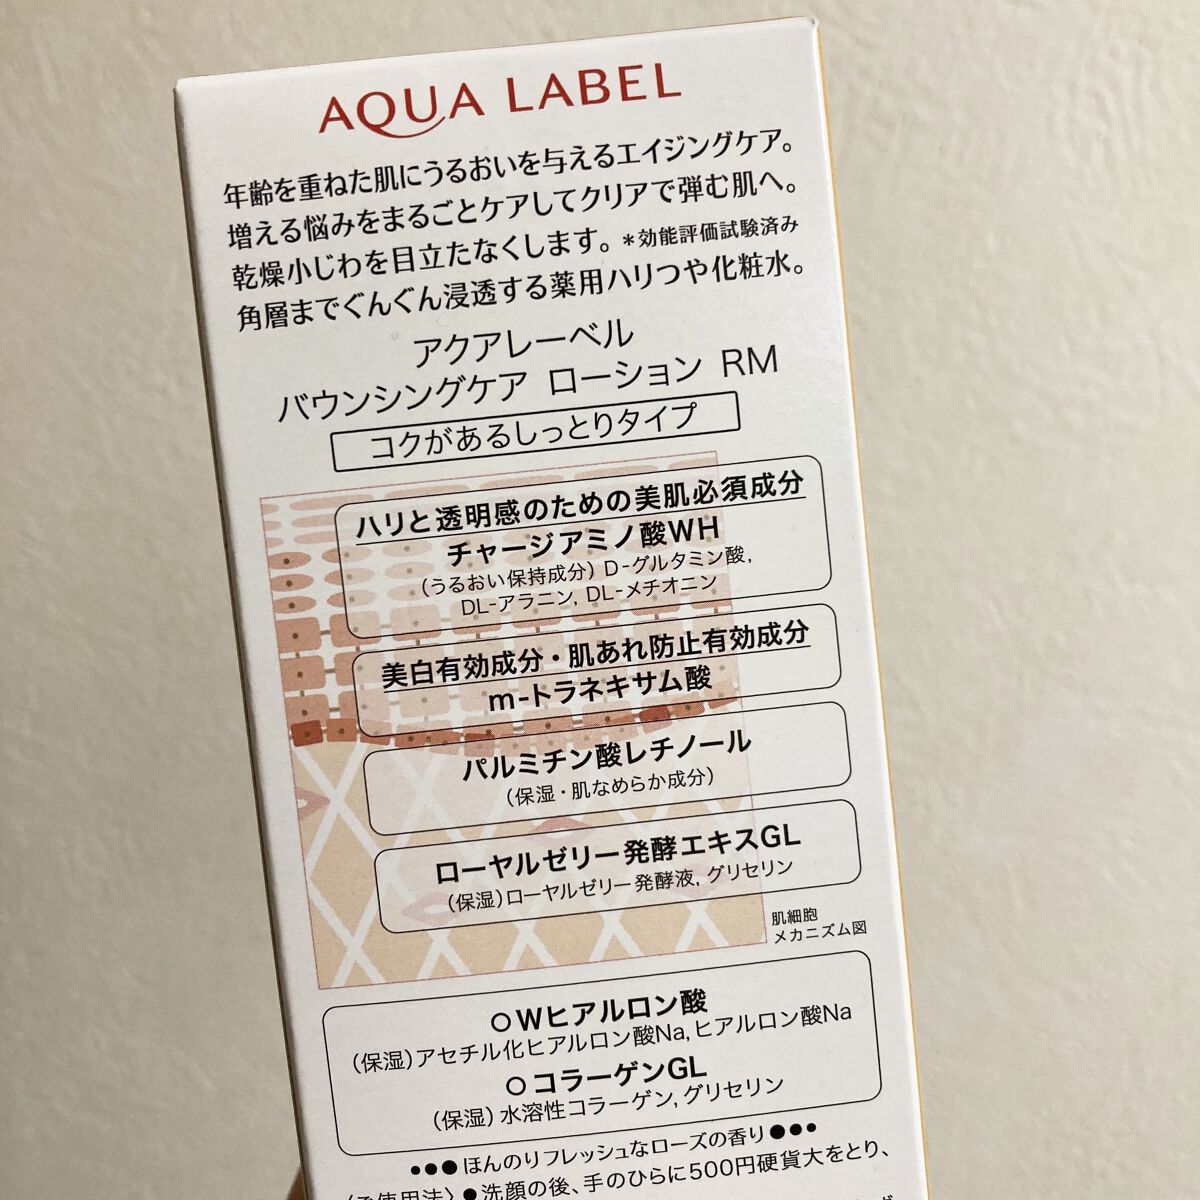 AQUA LABEL
年齢を重ねた肌にうるおいを与えるエイジングケア。
増える悩みをまるごとケアしてクリアで弾む肌へ。
乾燥小じわを目立たなくします。*効能評価試験済み
角層までぐんぐん浸透する薬用ハリつや化粧水。
アクアレーベル
バウンシングケア ローション RM
コクがあるしっとりタイプ
ハリと透明感のための美肌必須成分
チャージアミノ酸WH
(うるおい保持成分) D-グルタミン酸,
DL-アラニン, DL-メチオニン
美白有効成分・肌あれ防止有効成分
m-トラネキサム酸
パルミチン酸レチノール
(保湿・肌なめらか成分)
ローヤルゼリー発酵エキスGL
(保湿)ローヤルゼリー発酵液, グリセリン
肌細胞
メカニズム図
○Wヒアルロン酸
(保湿)アセチル化ヒアルロン酸Na,ヒアルロン酸Na
○コラーゲンGL
(保湿) 水溶性コラーゲン, グリセリン
●●●ほんのりフレッシュなローズの香り●●●
〈ご使用法〉●洗顔の後、手のひらに500円硬貨大をとり、